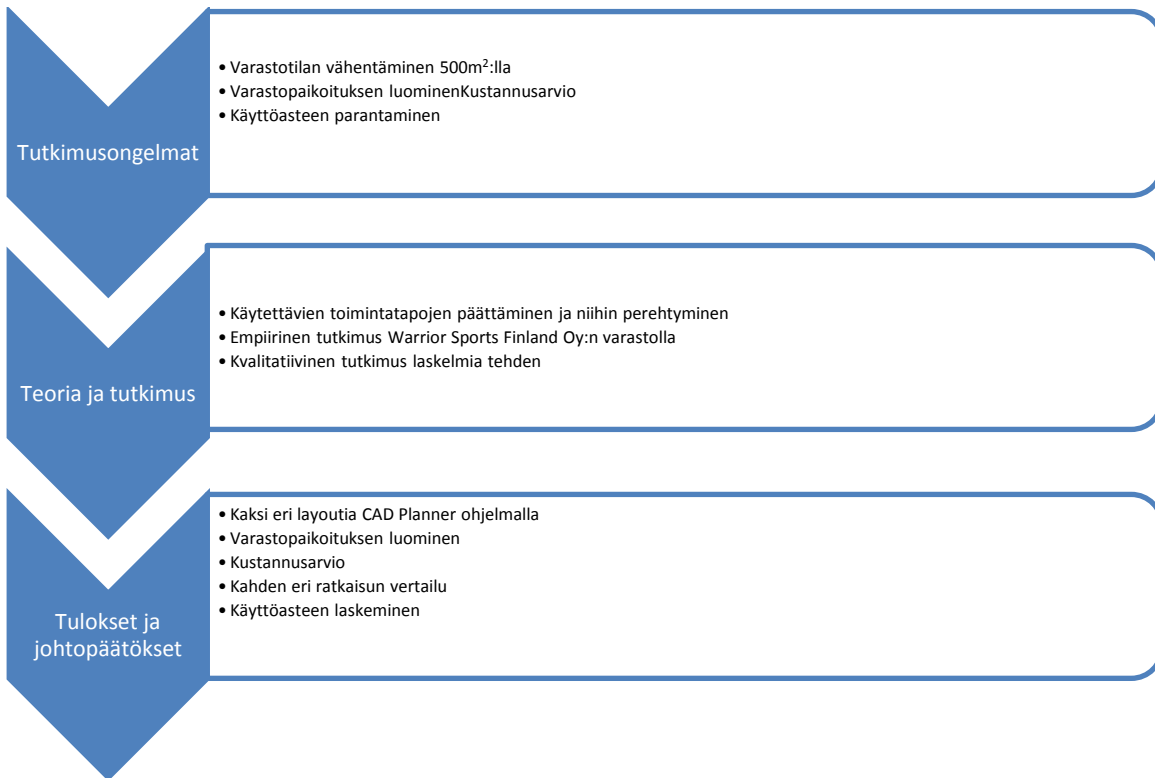 Tutkimusongelmat
• Varastotilan vähentäminen 500m²:lla
• Varastopaikoituksen luominenKustannusarvio
• Käyttöasteen parantaminen
Teoria ja tutkimus
• Käytettävien toimintatapojen päättäminen ja niihin perehtyminen
• Empiirinen tutkimus Warrior Sports Finland Oy:n varastolla
• Kvalitatiivinen tutkimus laskelmia tehden
Tulokset ja
johtopäätökset
• Kaksi eri layoutia CAD Planner ohjelmalla
• Varastopaikoituksen luominen
• Kustannusarvio
• Kahden eri ratkaisun vertailu
• Käyttöasteen laskeminen